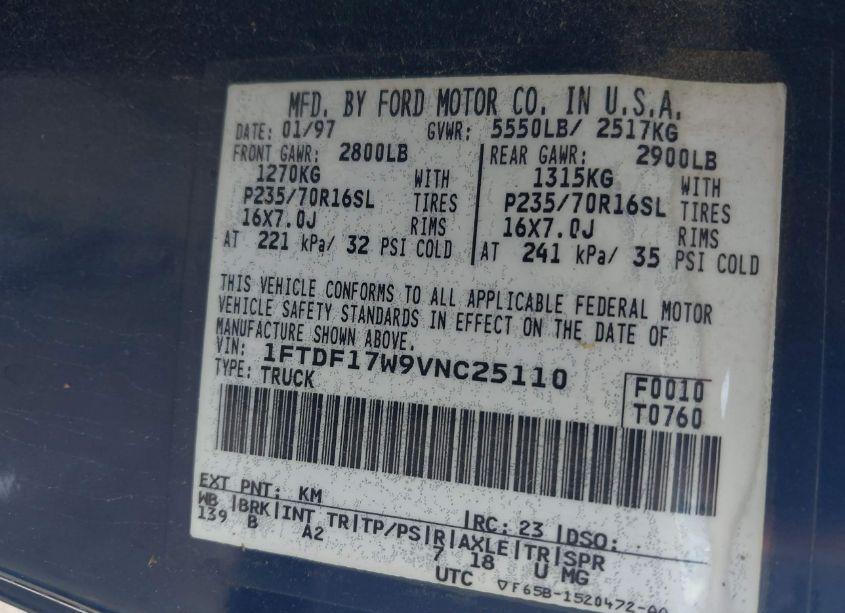 MFD. BY FORD MOTOR CO. IN U.S.A.
DATE: 01/97 GVWR: 5550LB/ 2517KG
FRONT GAWR: 2800LB REAR GAWR: 2900LB
1270KG WITH 1315KG WITH
P235/70R16SL TIRES P235/70R16SL TIRES
16X7.0J RIMS 16X7.0J RIMS
AT 221 kPa/ 32 PSI COLD AT 241 kPa/ 35 PSI COLD
THIS VEHICLE CONFORMS TO ALL APPLICABLE FEDERAL MOTOR
VEHICLE SAFETY STANDARDS IN EFFECT ON THE DATE OF
MANUFACTURE SHOWN ABOVE.
VIN: 1FTDF17W9VNC25110
TYPE: TRUCK
F0010
T0760
EXT PNT: KM RC: 23 DSO:
WB |BRK|INT TR|TP/PS|R|AXLE|TR|SPR
139 B A2 7 18 U MG
UTC ▽F65B-1520472-AA